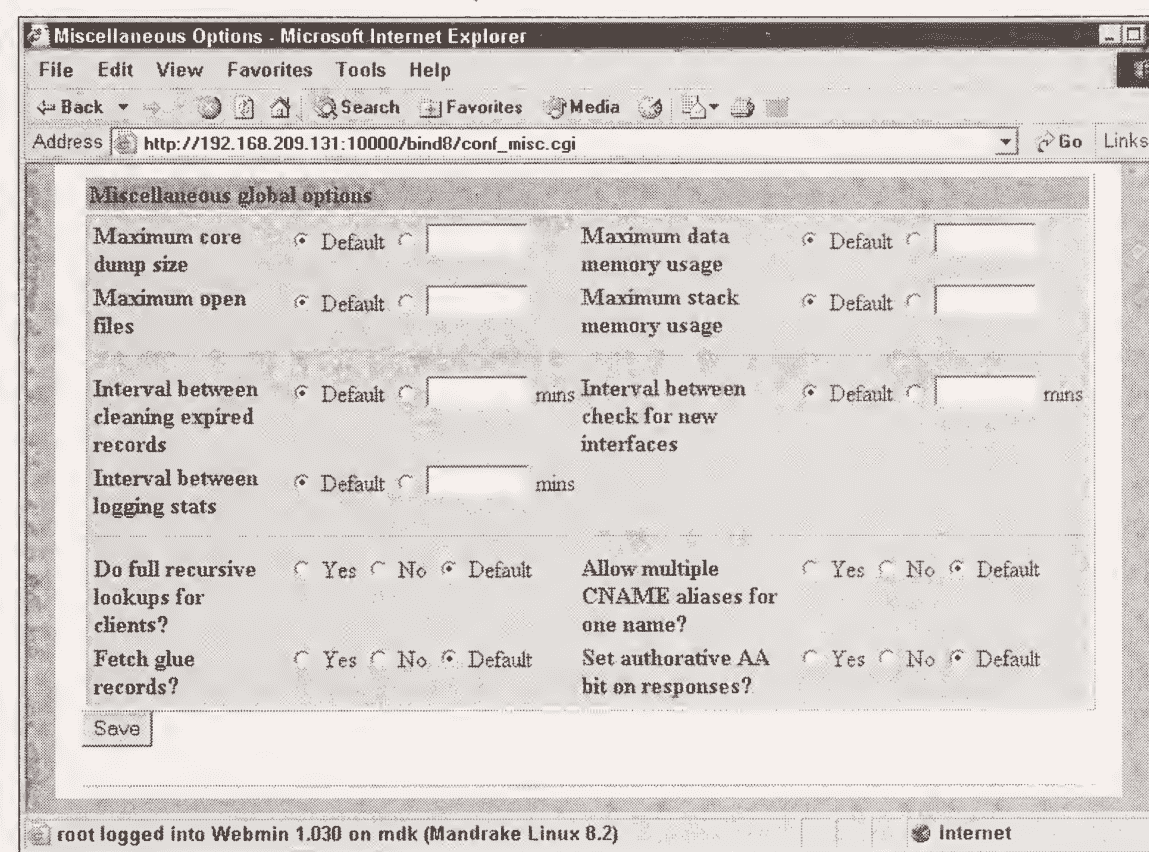 Miscellaneous Options - Microsoft Internet Explorer
File Edit View Favorites Tools Help
Back Search Favorites Media
Address http://192.168.209.131:10000/bind8/conf_misc.cgi Go Links
Miscellaneous global options
Maximum core dump size Default
Maximum data memory usage Default
Maximum open files Default
Maximum stack memory usage Default
Interval between cleaning expired records Default mins
Interval between check for new interfaces Default mins
Interval between logging stats Default mins
Do full recursive lookups for clients? Yes No Default
Allow multiple CNAME aliases for one name? Yes No Default
Fetch glue records? Yes No Default
Set authorative AA bit on responses? Yes No Default
Save
root logged into Webmin 1.030 on mdk (Mandrake Linux 8.2) Internet